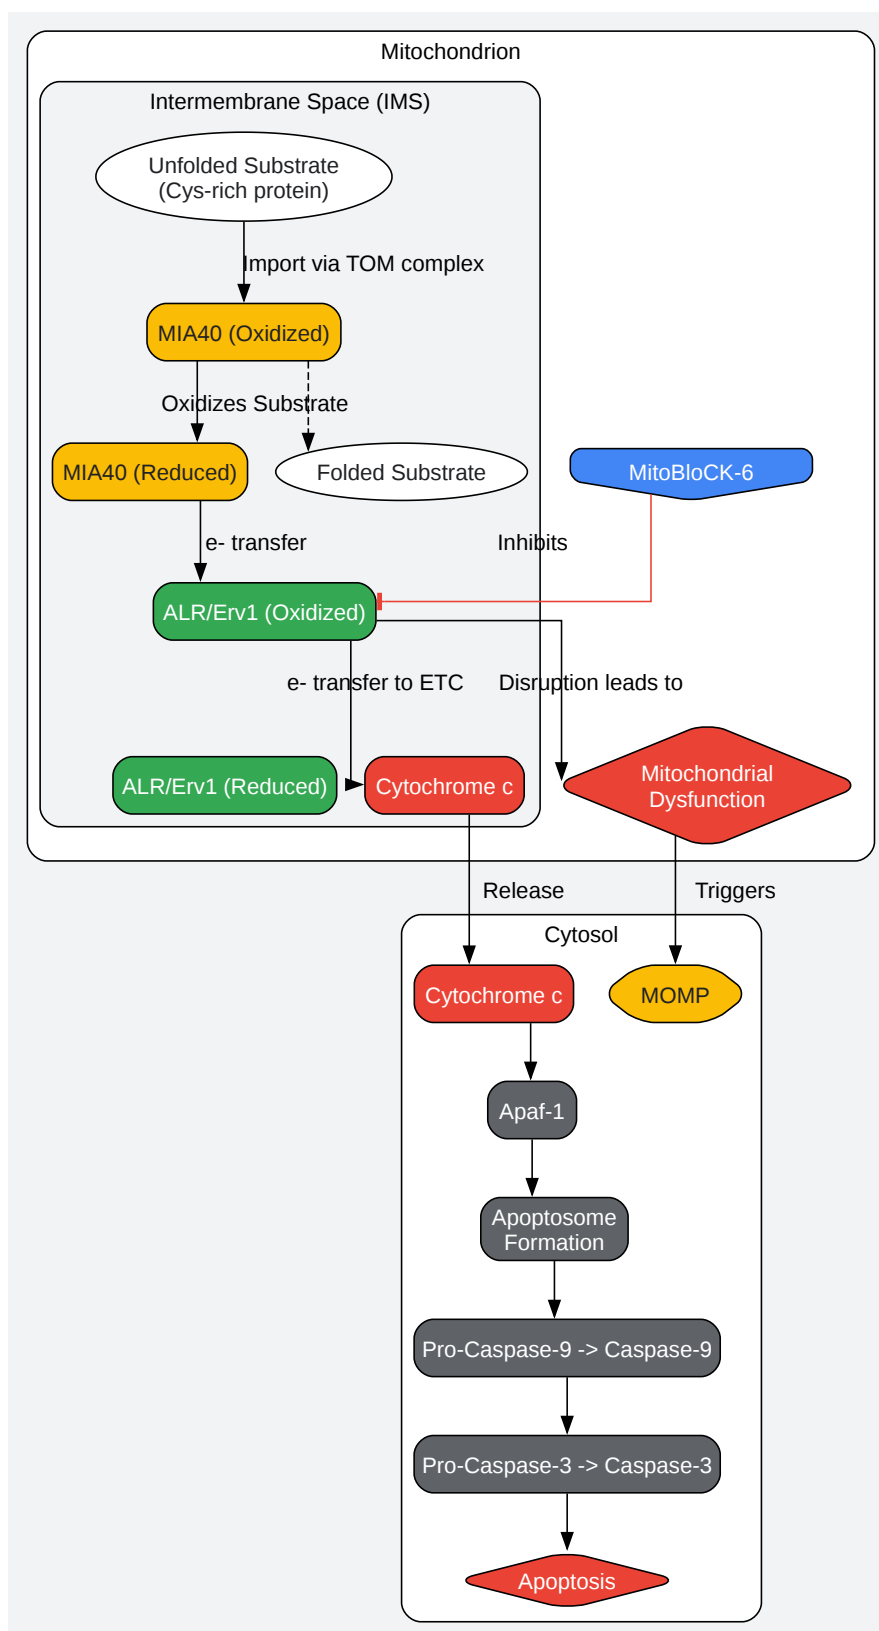 Mitochondrion
Intermembrane Space (IMS)
Unfolded Substrate
(Cys-rich protein)
Import via TOM complex
MIA40 (Oxidized)
Oxidizes Substrate
MIA40 (Reduced)
Folded Substrate
MitoBloCK-6
e- transfer
Inhibits
ALR/Erv1 (Oxidized)
e- transfer to ETC
Disruption leads to
ALR/Erv1 (Reduced)
Cytochrome c
Mitochondrial
Dysfunction
Release
Triggers
Cytosol
Cytochrome c
MOMP
Apaf-1
Apoptosome
Formation
Pro-Caspase-9 -> Caspase-9
Pro-Caspase-3 -> Caspase-3
Apoptosis